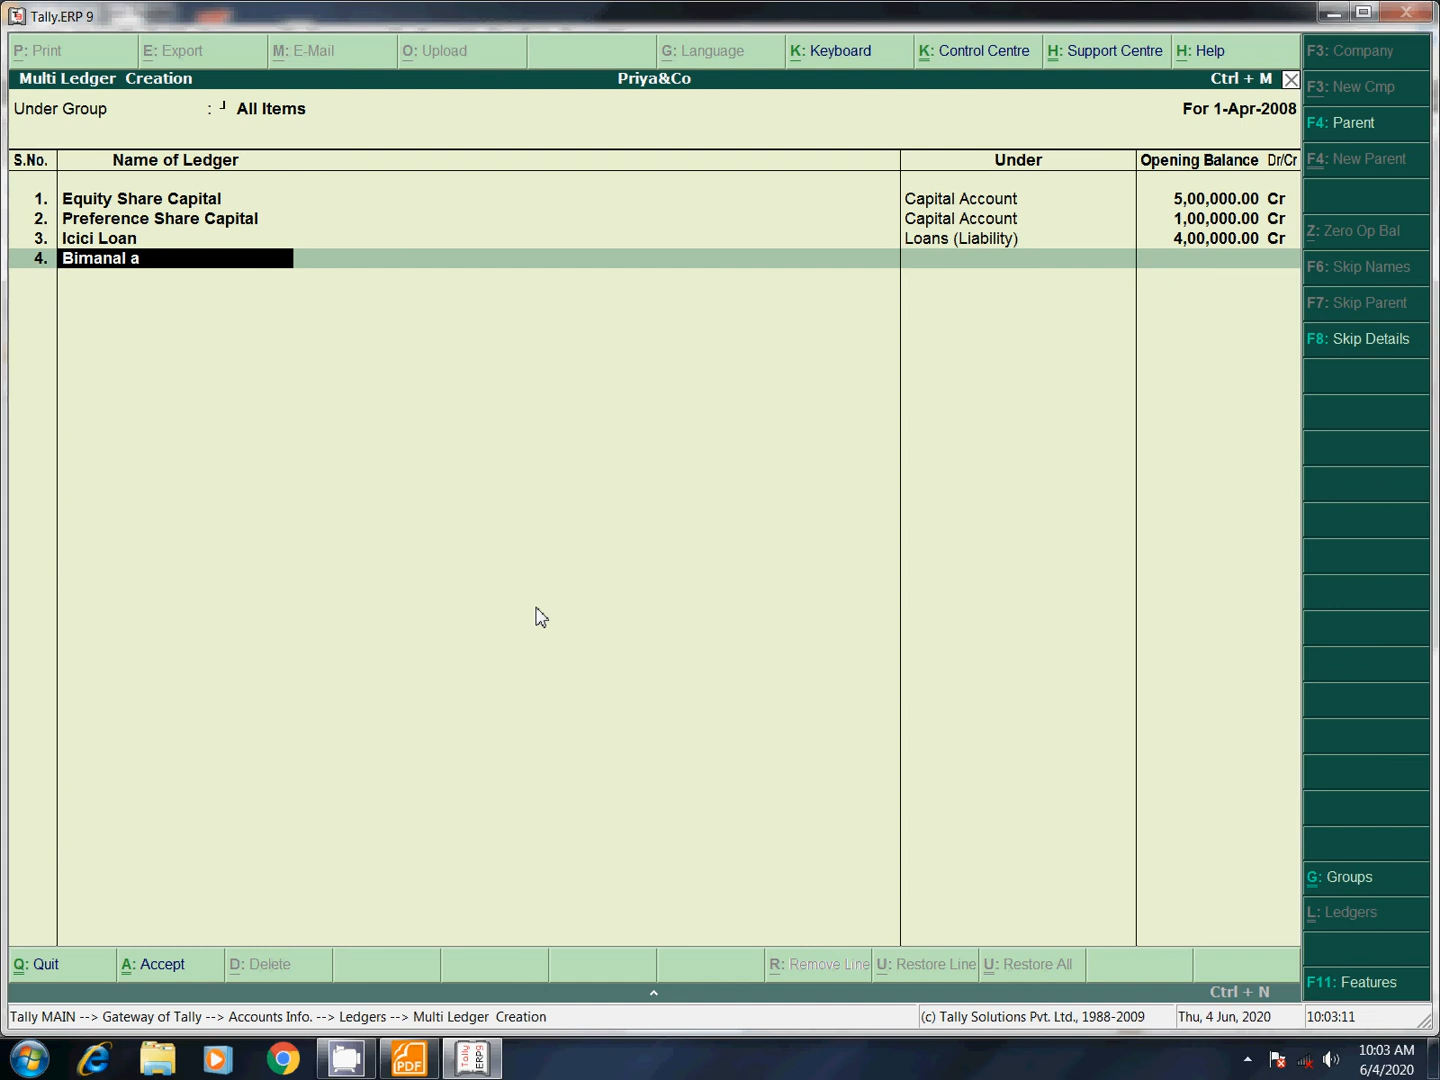 Tally.ERP 9
P: Print E: Export M: E-Mail O: Upload G: Language K: Keyboard K: Control Centre H: Support Centre H: Help
Multi Ledger Creation Priya&Co Ctrl + M
Under Group : ┘ All Items For 1-Apr-2008
S.No. Name of Ledger Under Opening Balance Dr/Cr
1. Equity Share Capital Capital Account 5,00,000.00 Cr
2. Preference Share Capital Capital Account 1,00,000.00 Cr
3. Icici Loan Loans (Liability) 4,00,000.00 Cr
4. Bimanal a
F3: Company
F3: New Cmp
F4: Parent
F4: New Parent
Z: Zero Op Bal
F6: Skip Names
F7: Skip Parent
F8: Skip Details
G: Groups
L: Ledgers
F11: Features
Q: Quit A: Accept D: Delete R: Remove Line U: Restore Line U: Restore All
Ctrl + N
Tally MAIN --> Gateway of Tally --> Accounts Info. --> Ledgers --> Multi Ledger Creation (c) Tally Solutions Pvt. Ltd., 1988-2009 Thu, 4 Jun, 2020 10:03:11
PDF
Tally ERP9
10:03 AM
6/4/2020